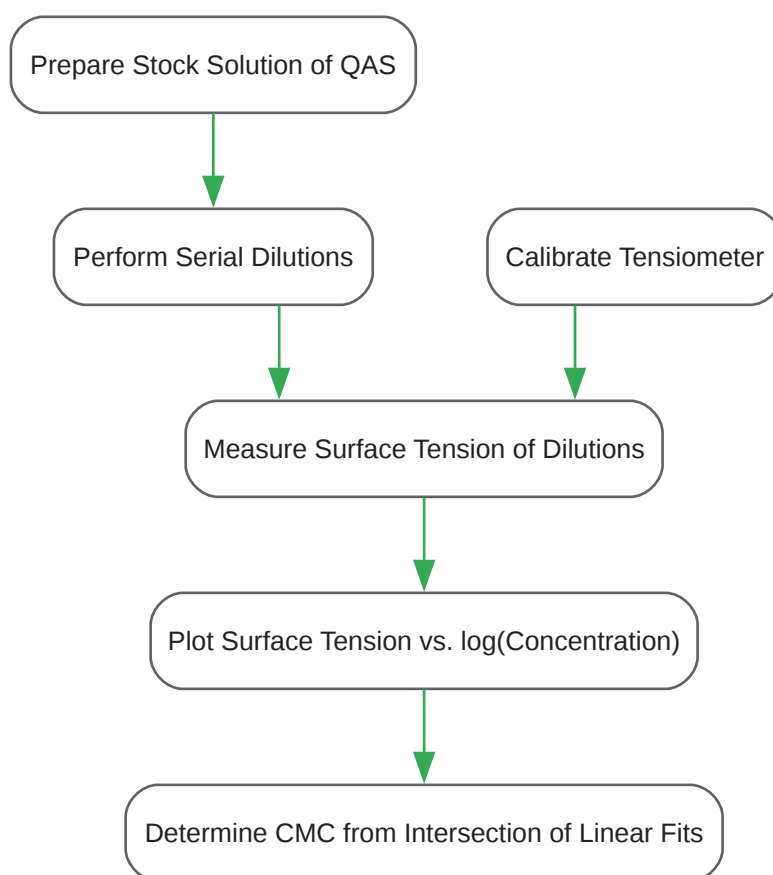 Prepare Stock Solution of QAS
Perform Serial Dilutions
Calibrate Tensiometer
Measure Surface Tension of Dilutions
Plot Surface Tension vs. log(Concentration)
Determine CMC from Intersection of Linear Fits